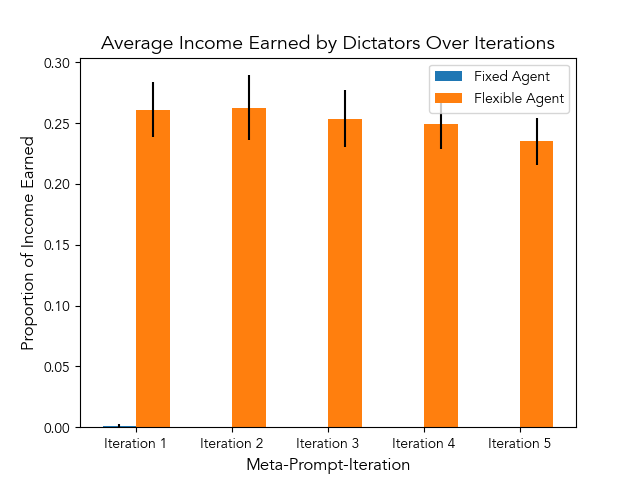 Average Income Earned by Dictators Over Iterations
Fixed Agent
Flexible Agent
Proportion of Income Earned
0.30
0.25
0.20
0.15
0.10
0.05
0.00
Iteration 1
Iteration 2
Iteration 3
Iteration 4
Iteration 5
Meta-Prompt-Iteration